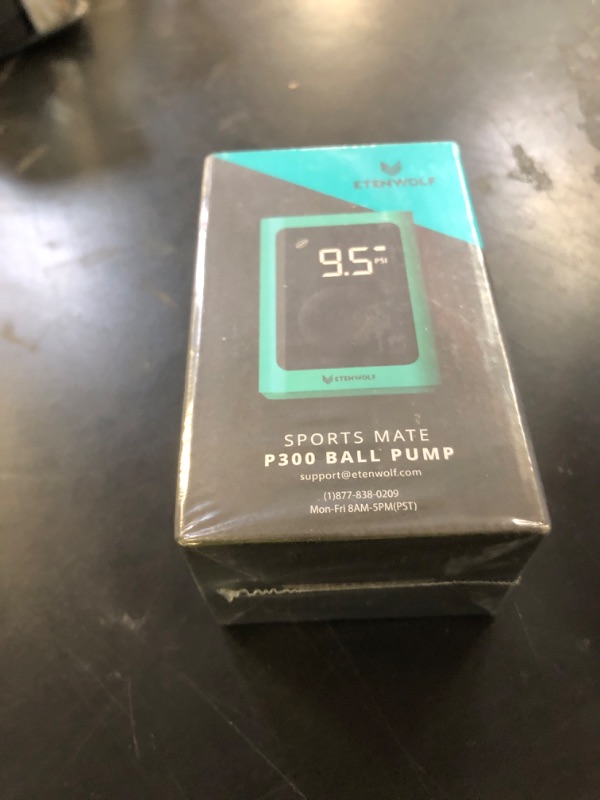 ETENWOLF
9.5 PSI
ETENWOLF
SPORTS MATE
P300 BALL PUMP
support@etenwolf.com
(1)877-838-0209
Mon-Fri 8AM-5PM(PST)